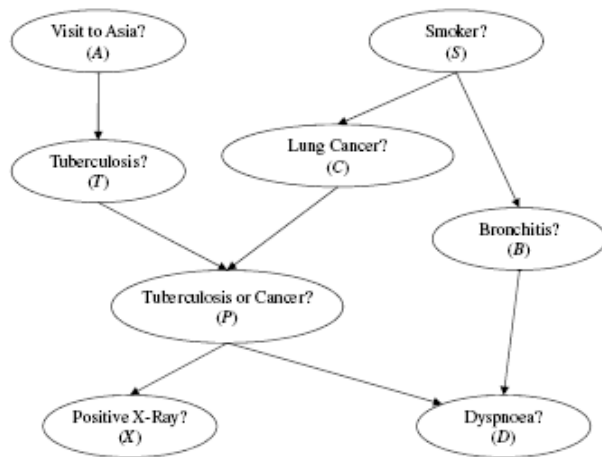 Visit to Asia?
(A)
Smoker?
(S)
Tuberculosis?
(T)
Lung Cancer?
(C)
Bronchitis?
(B)
Tuberculosis or Cancer?
(P)
Positive X-Ray?
(X)
Dyspnoea?
(D)